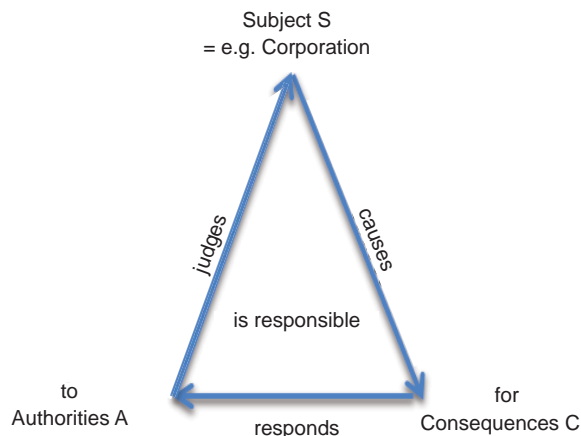 Subject S
= e.g. Corporation
judges
causes
is responsible
to
Authorities A
for
Consequences C
responds